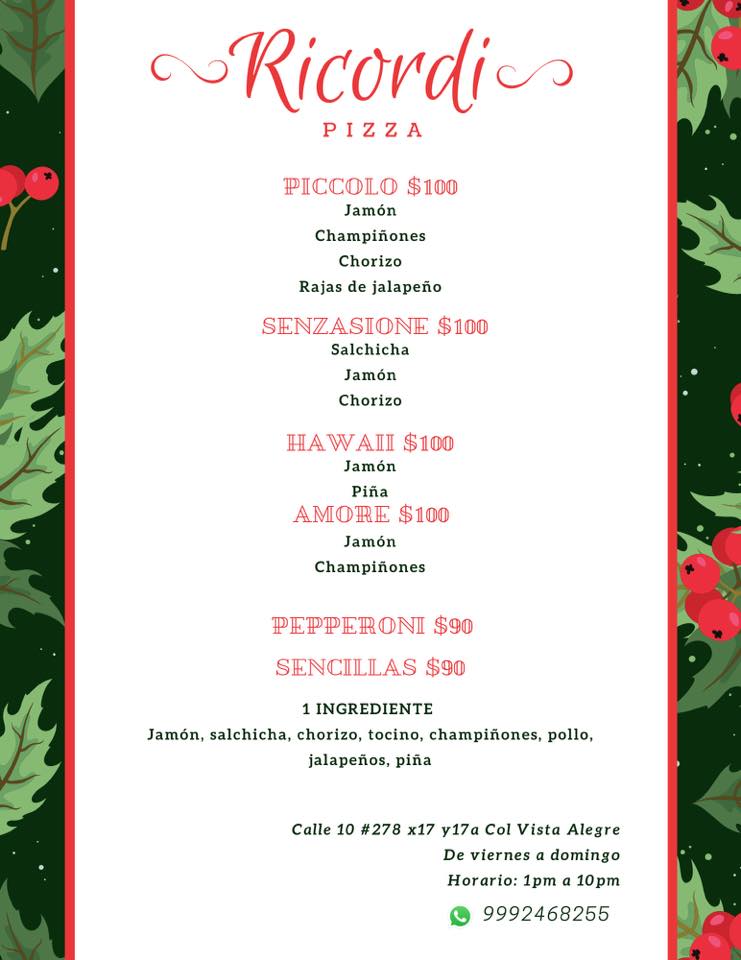 Ricordi
PIZZA
PICCOLO $100
Jamón
Champiñones
Chorizo
Rajas de jalapeño
SENZASIONE $100
Salchicha
Jamón
Chorizo
HAWAII $100
Jamón
Piña
AMORE $100
Jamón
Champiñones
PEPPERONI $90
SENCILLAS $90
1 INGREDIENTE
Jamón, salchicha, chorizo, tocino, champiñones, pollo,
jalapeños, piña
Calle 10 #278 x17 y17a Col Vista Alegre
De viernes a domingo
Horario: 1pm a 10pm
9992468255